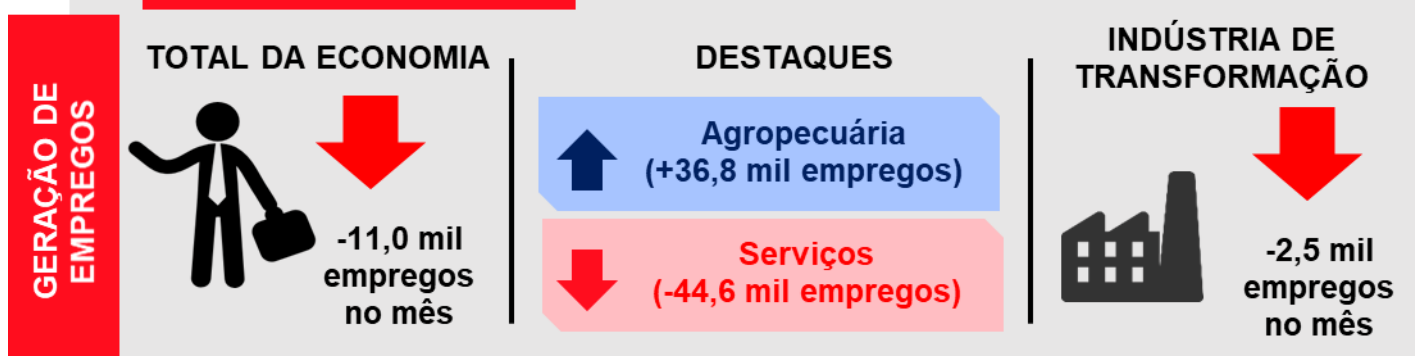 GERAÇÃO DE
EMPREGOS
TOTAL DA ECONOMIA
-11,0 mil
empregos
no mês
DESTAQUES
Agropecuária
(+36,8 mil empregos)
Serviços
(-44,6 mil empregos)
INDÚSTRIA DE
TRANSFORMAÇÃO
-2,5 mil
empregos
no mês